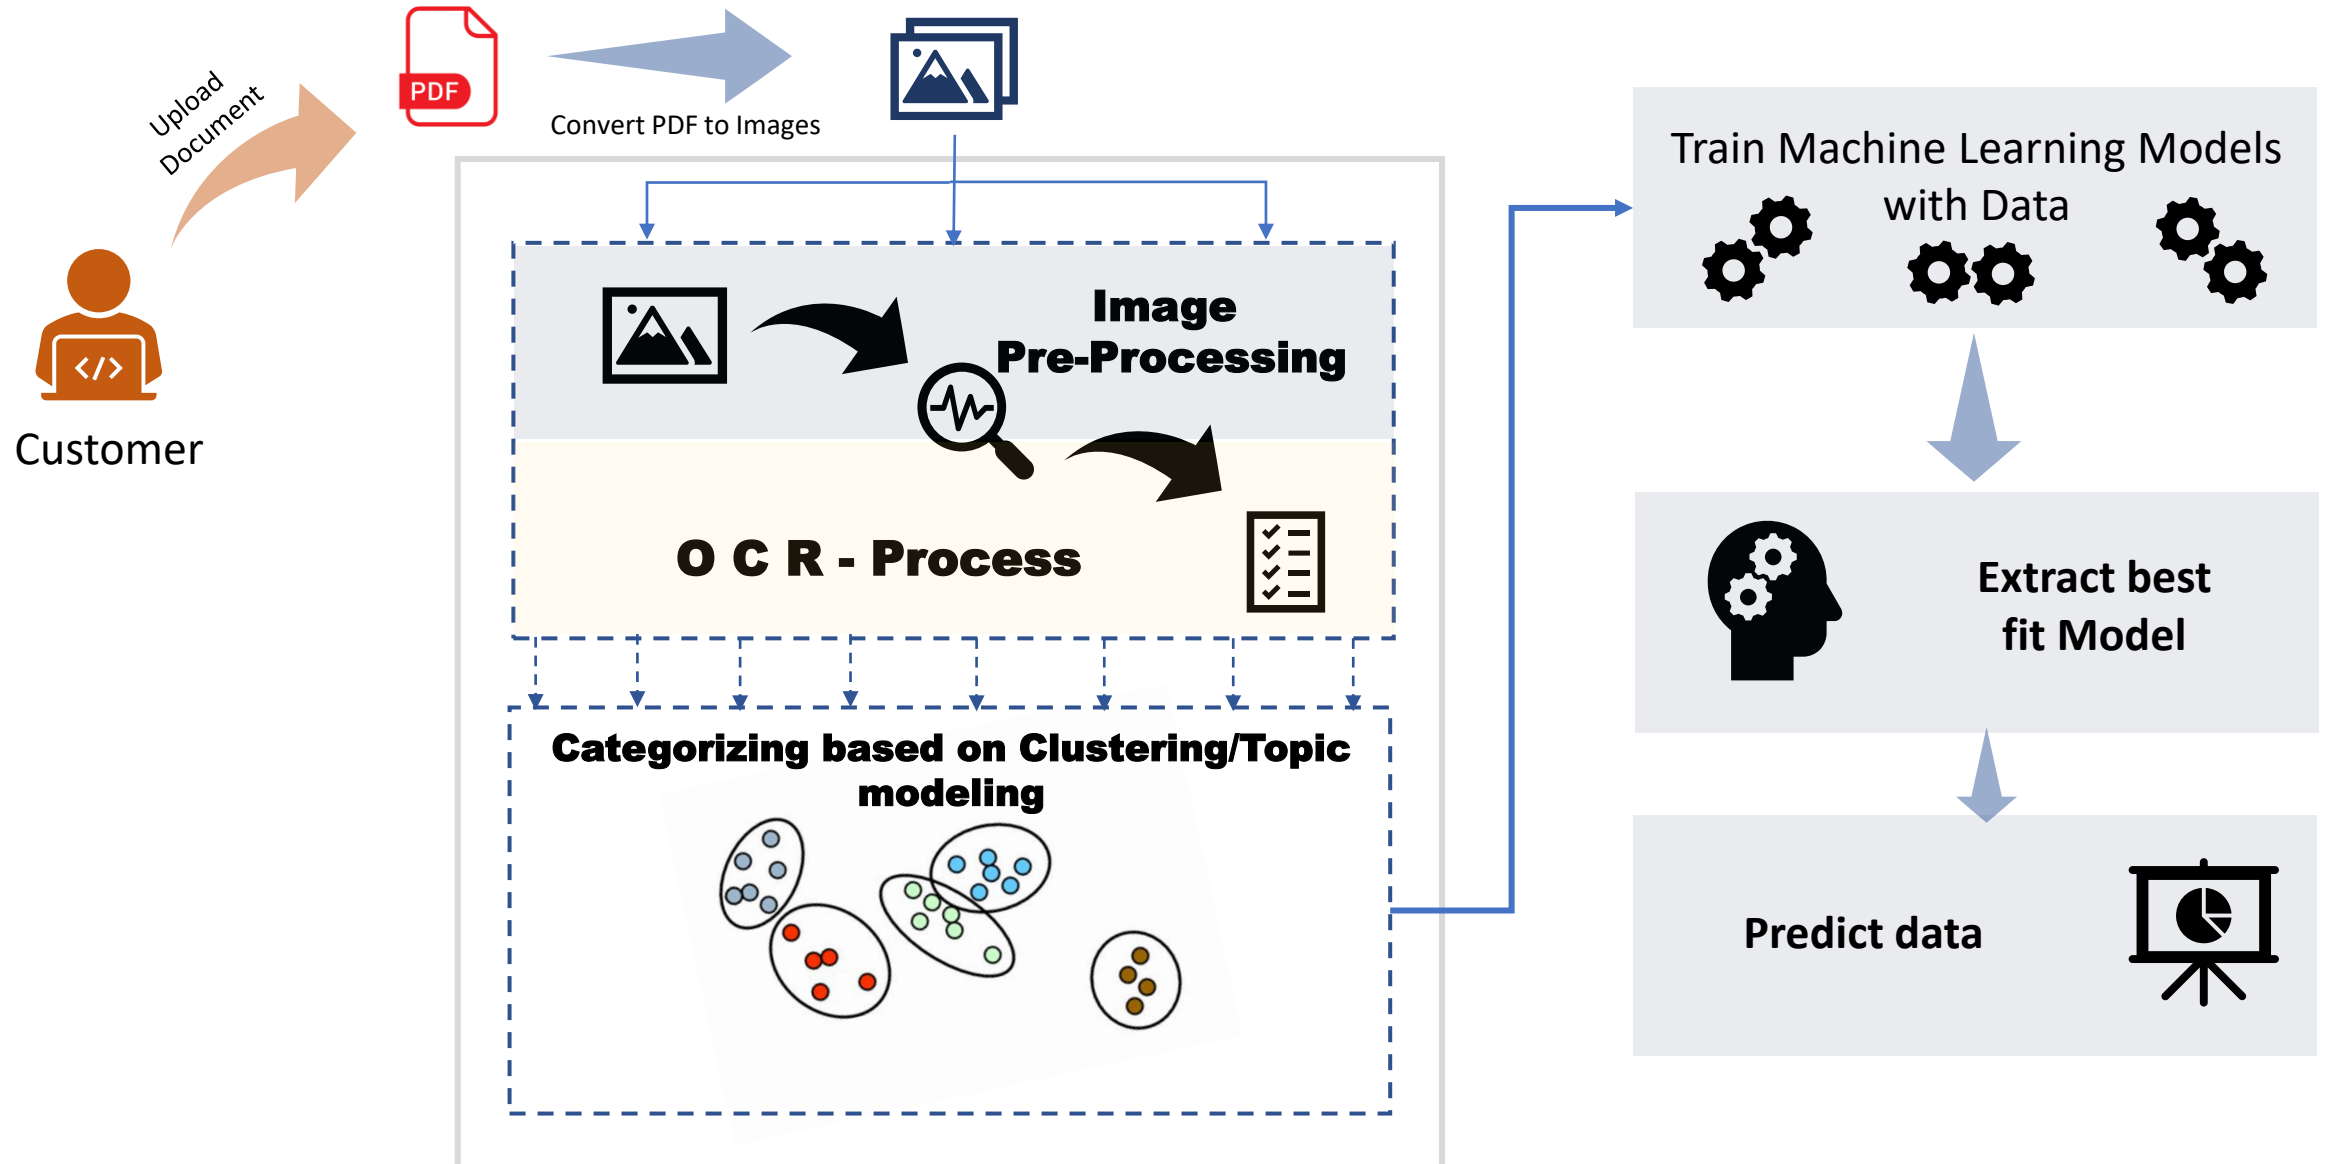 Upload
Document
PDF
Convert PDF to Images
</>
Customer
Image
Pre-Processing
O C R - Process
Categorizing based on Clustering/Topic
modeling
Train Machine Learning Models
with Data
Extract best
fit Model
Predict data